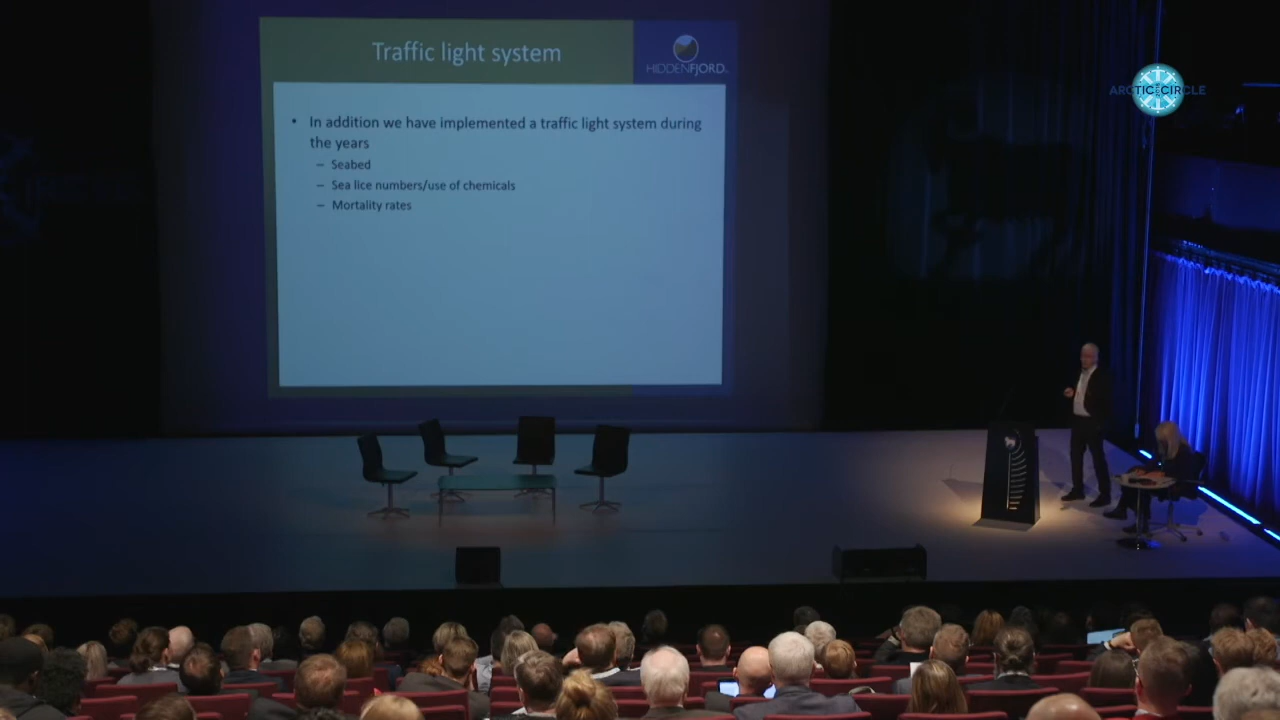 Traffic light system
HIDDENFJORD
• In addition we have implemented a traffic light system during
the years
– Seabed
– Sea lice numbers/use of chemicals
– Mortality rates
ARCTIC CIRCLE